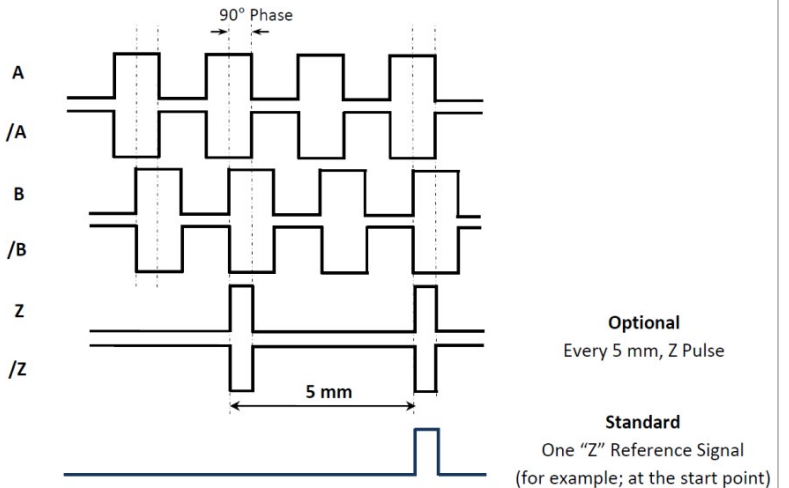 90° Phase
A
/A
B
/B
Z
/Z
5 mm
Optional
Every 5 mm, Z Pulse
Standard
One “Z” Reference Signal
(for example; at the start point)